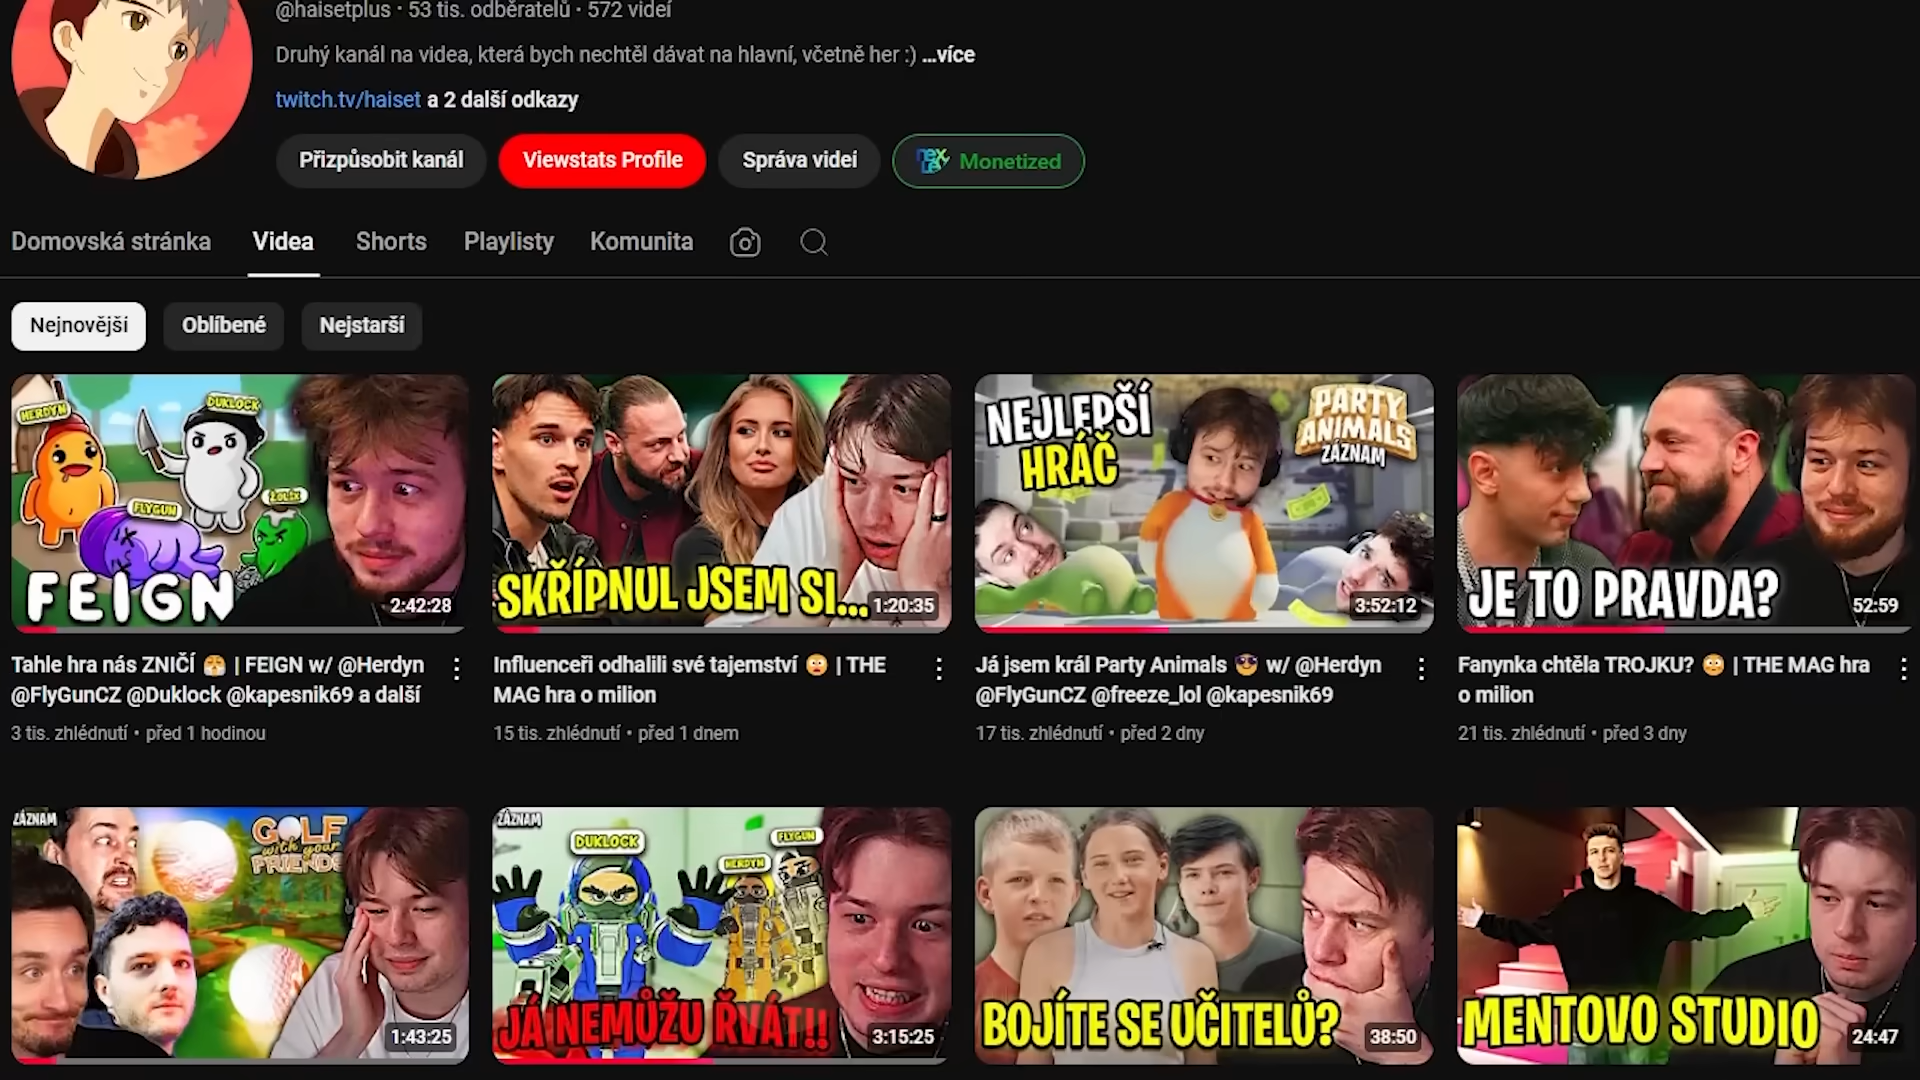 @haisetplus • 53 tis. odběratelů • 572 videí
Druhý kanál na videa, která bych nechtěl dávat na hlavní, včetně her :) ...více
twitch.tv/haiset a 2 další odkazy
Přizpůsobit kanál
Viewstats Profile
Správa videí
nexLev
Monetized
Domovská stránka
Videa
Shorts
Playlisty
Komunita
Nejnovější
Oblíbené
Nejstarší
HERDYN
DUKLOCK
FLYGUN
ŽOLÍK
FEIGN
2:42:28
SKŘÍPNUL JSEM SI...
1:20:35
NEJLEPŠÍ
HRÁČ
PARTY
ANIMALS
ZÁZNAM
3:52:12
JE TO PRAVDA?
52:59
Tahle hra nás ZNIČÍ 😤 | FEIGN w/ @Herdyn
@FlyGunCZ @Duklock @kapesnik69 a další
3 tis. zhlédnutí • před 1 hodinou
Influenceři odhalili své tajemství 😨 | THE
MAG hra o milion
15 tis. zhlédnutí • před 1 dnem
Já jsem král Party Animals 😎 w/ @Herdyn
@FlyGunCZ @freeze_lol @kapesnik69
17 tis. zhlédnutí • před 2 dny
Fanynka chtěla TROJKU? 😳 | THE MAG hra
o milion
21 tis. zhlédnutí • před 3 dny
ZÁZNAM
GOLF
with your
FRIENDS
1:43:25
ZÁZNAM
DUKLOCK
HERDYN
FLYGUN
JÁ NEMŮŽU ŘVÁT!!
3:15:25
BOJÍTE SE UČITELŮ?
38:50
MENTOVO STUDIO
24:47